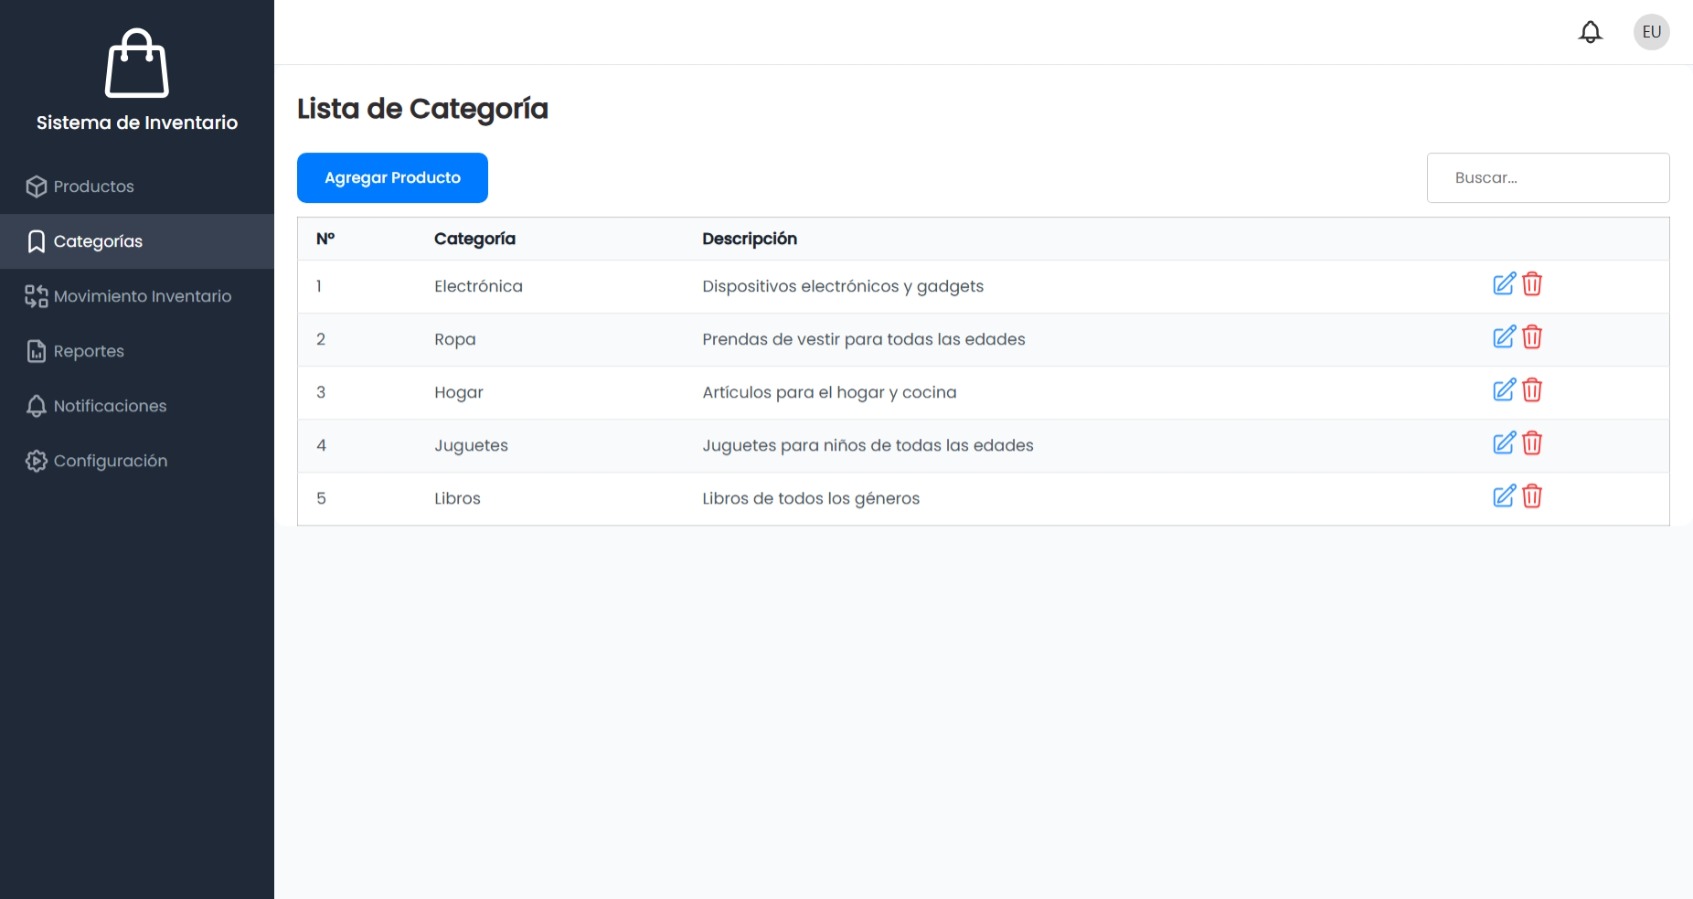 Sistema de Inventario
Productos
Categorías
Movimiento Inventario
Reportes
Notificaciones
Configuración
EU
Lista de Categoría
Agregar Producto
Buscar...
Nº Categoría Descripción
1 Electrónica Dispositivos electrónicos y gadgets
2 Ropa Prendas de vestir para todas las edades
3 Hogar Artículos para el hogar y cocina
4 Juguetes Juguetes para niños de todas las edades
5 Libros Libros de todos los géneros